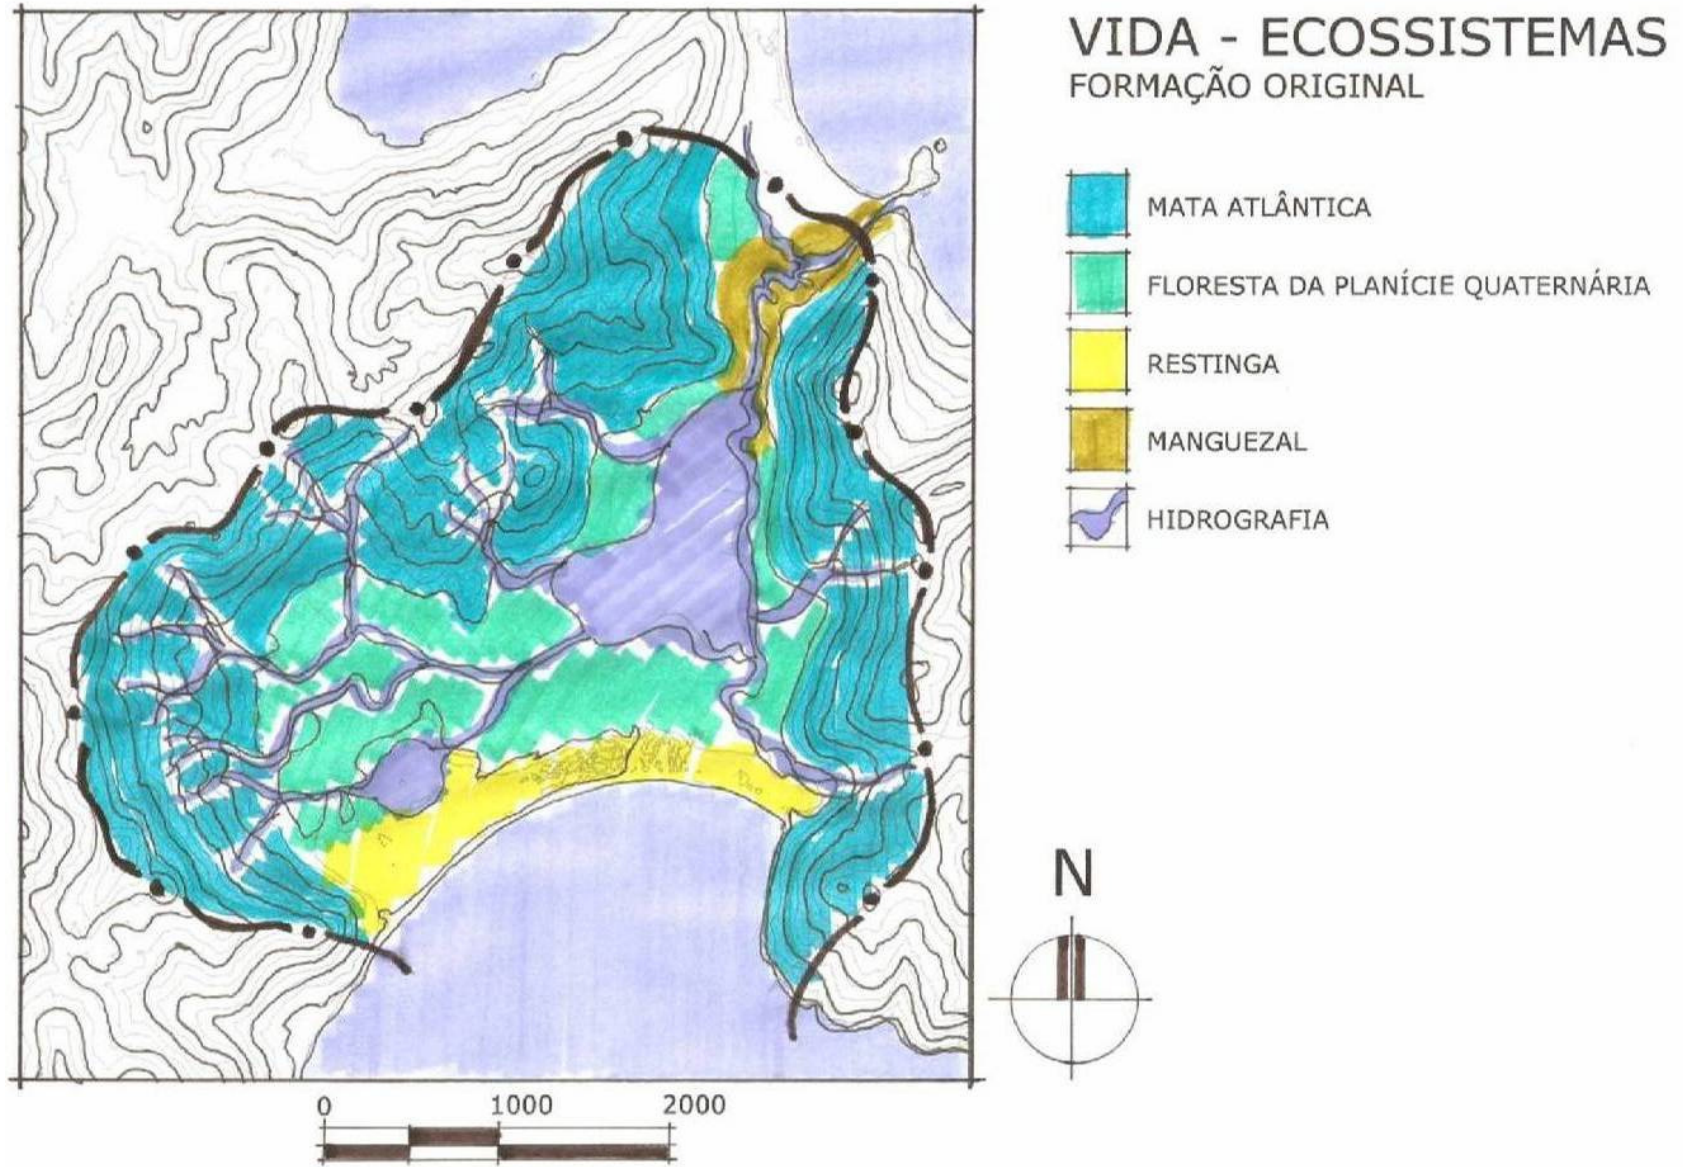 VIDA - ECOSSISTEMAS
FORMAÇÃO ORIGINAL
MATA ATLÂNTICA
FLORESTA DA PLANÍCIE QUATERNÁRIA
RESTINGA
MANGUEZAL
HIDROGRAFIA
N
0 1000 2000